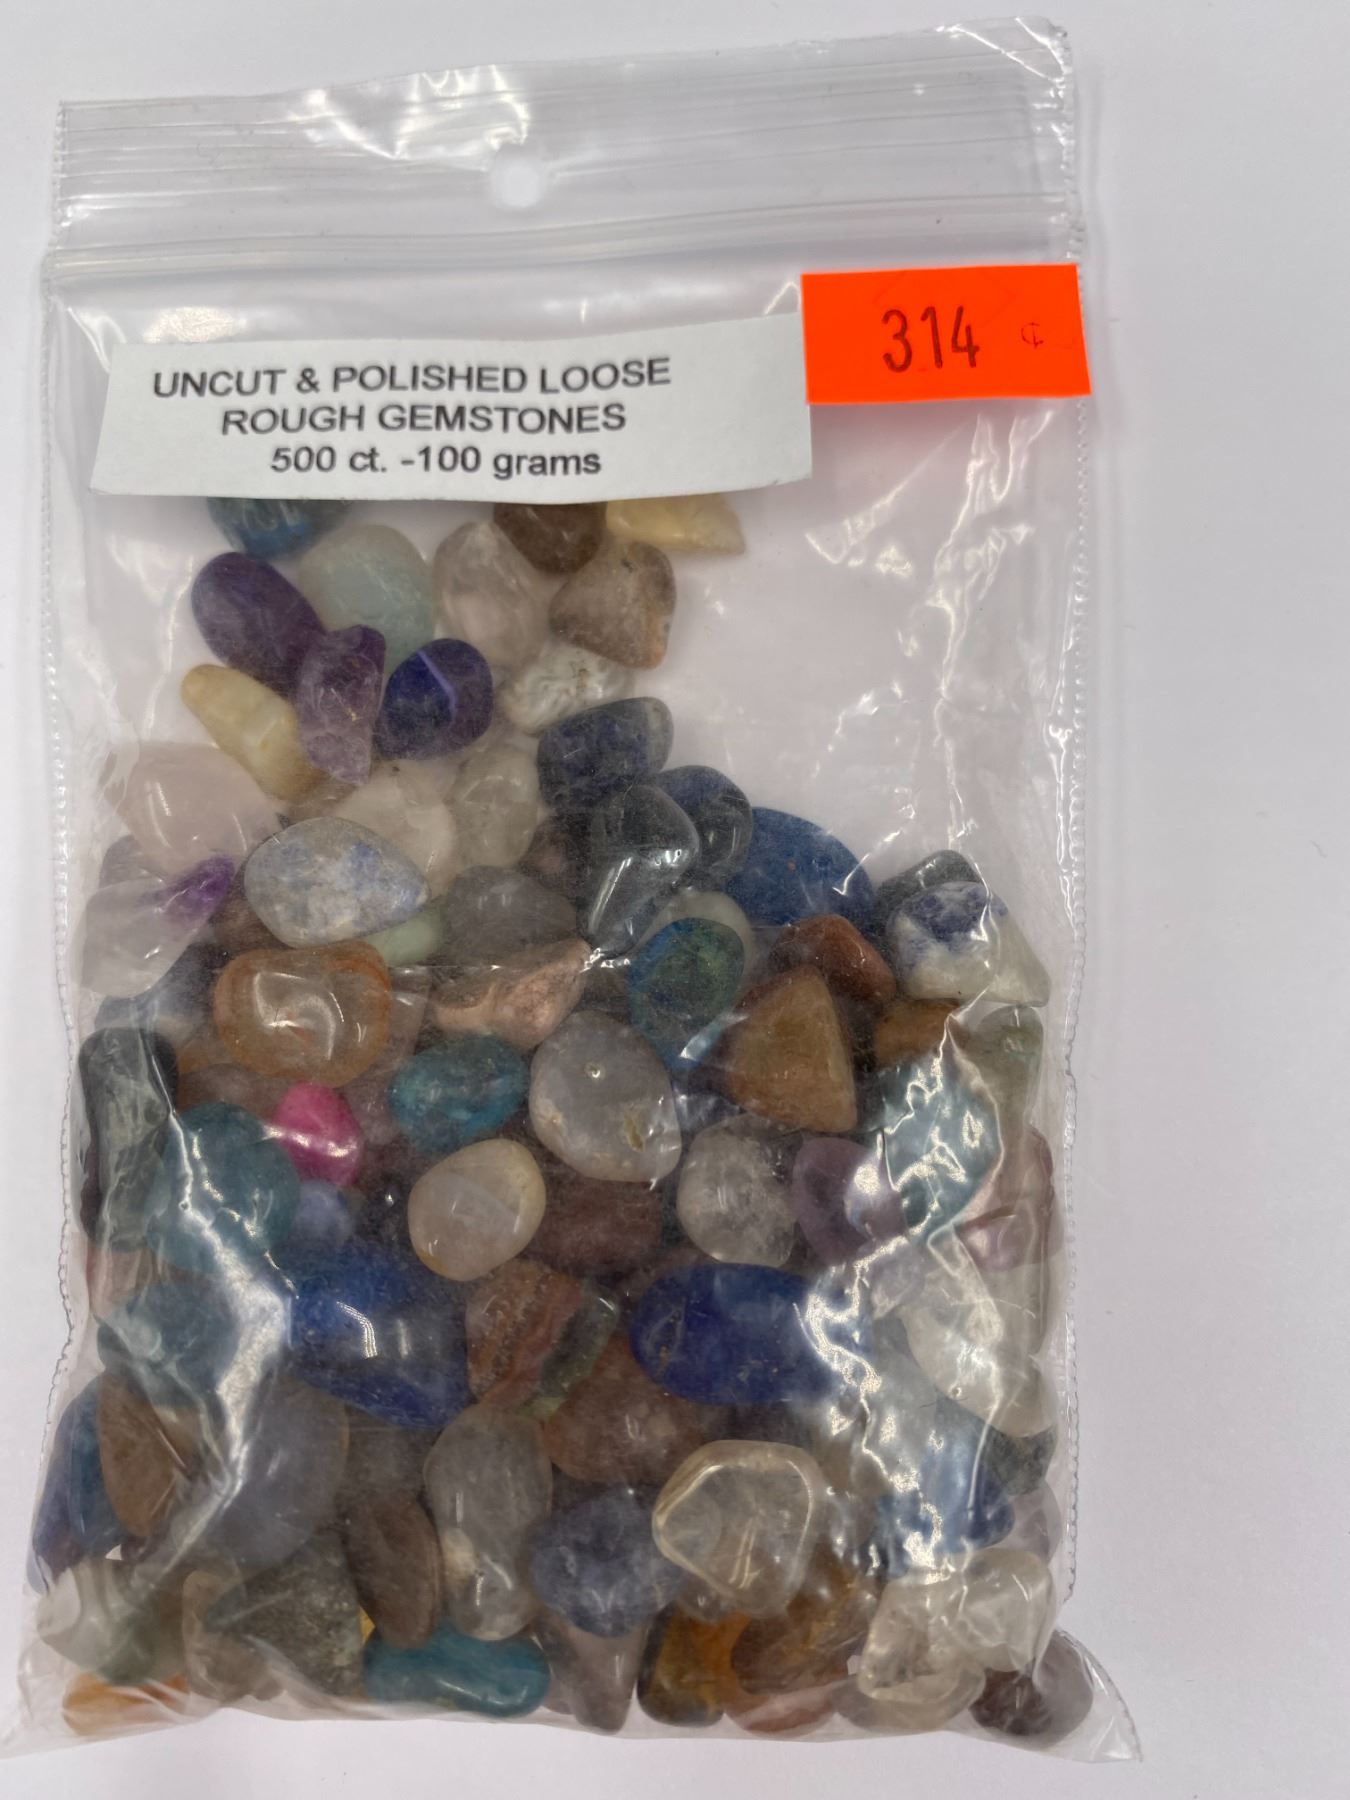 UNCUT & POLISHED LOOSE
ROUGH GEMSTONES
500 ct. -100 grams
314